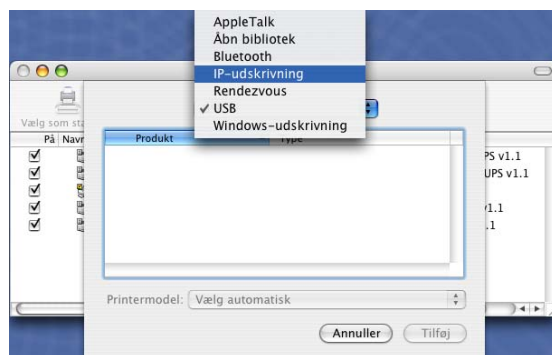 AppleTalk
Åbn bibliotek
Bluetooth
IP-udskrivning
Rendezvous
✓ USB
Windows-udskrivning
Vælg som sta
På Navn
Produkt Type
PS v1.1
UPS v1.1
v1.1
.1
Printermodel: Vælg automatisk
Annuller Tilføj